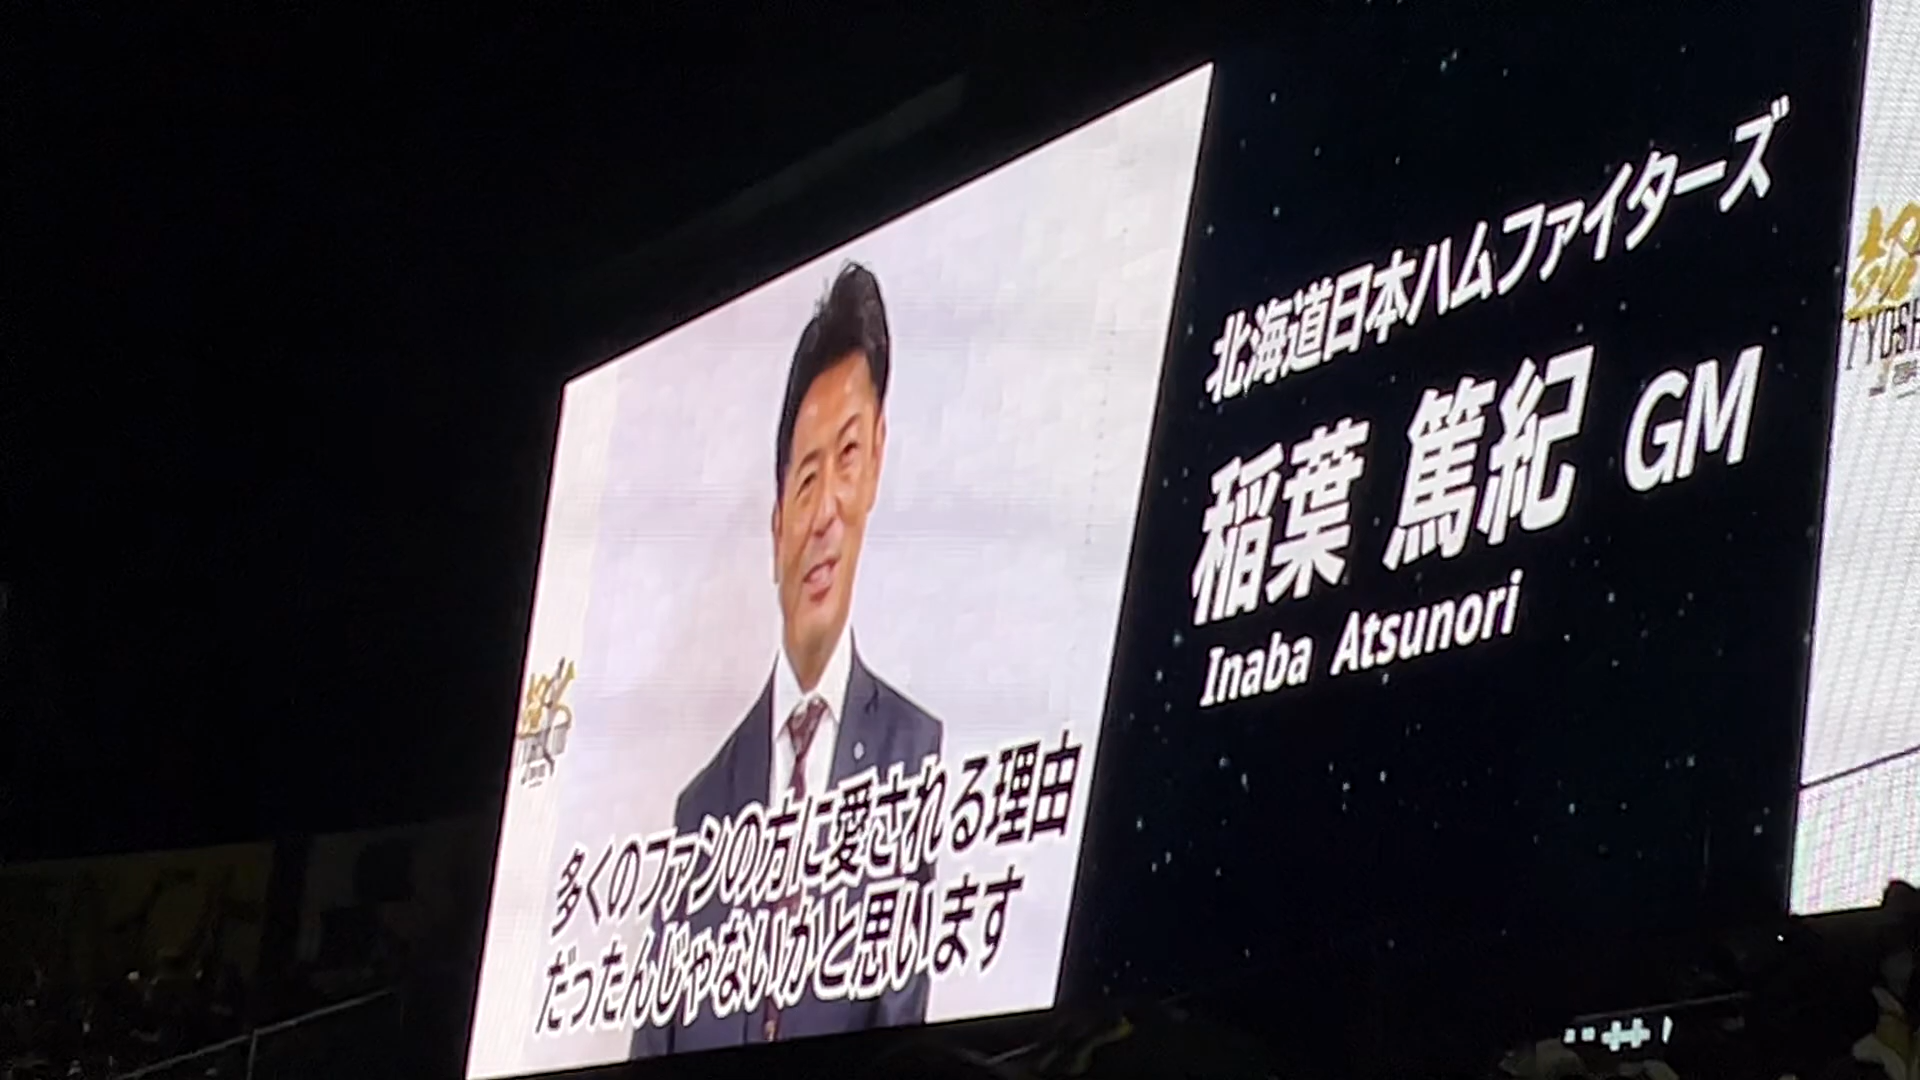 北海道日本ハムファイターズ
稲葉 篤紀 GM
Inaba Atsunori
多くのファンの方に愛される理由
だったんじゃないかと思います